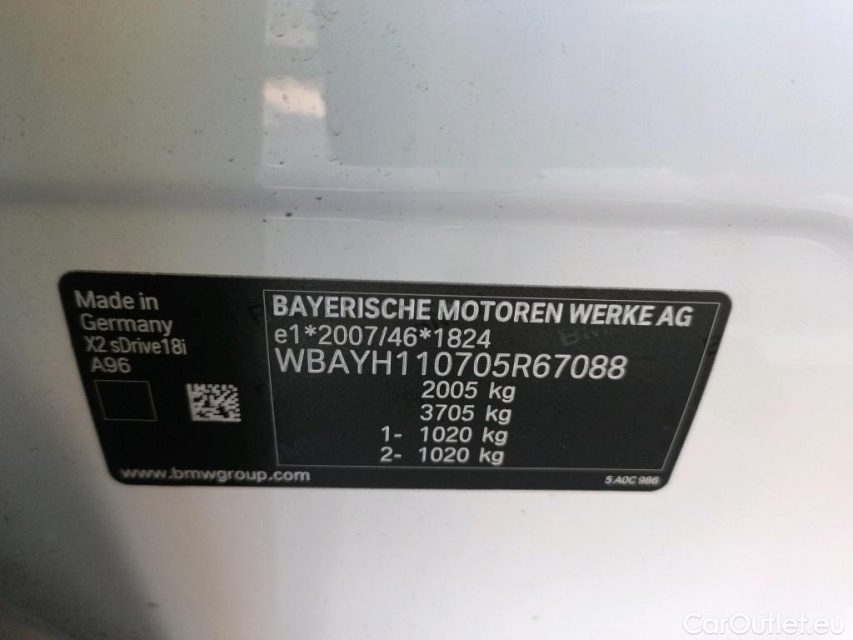 Made in
Germany
X2 sDrive18i
A96
BAYERISCHE MOTOREN WERKE AG
e1*2007/46*1824
WBAYH110705R67088
2005 kg
3705 kg
1- 1020 kg
2- 1020 kg
www.bmwgroup.com
5 A0C 986
CarOutlet.eu